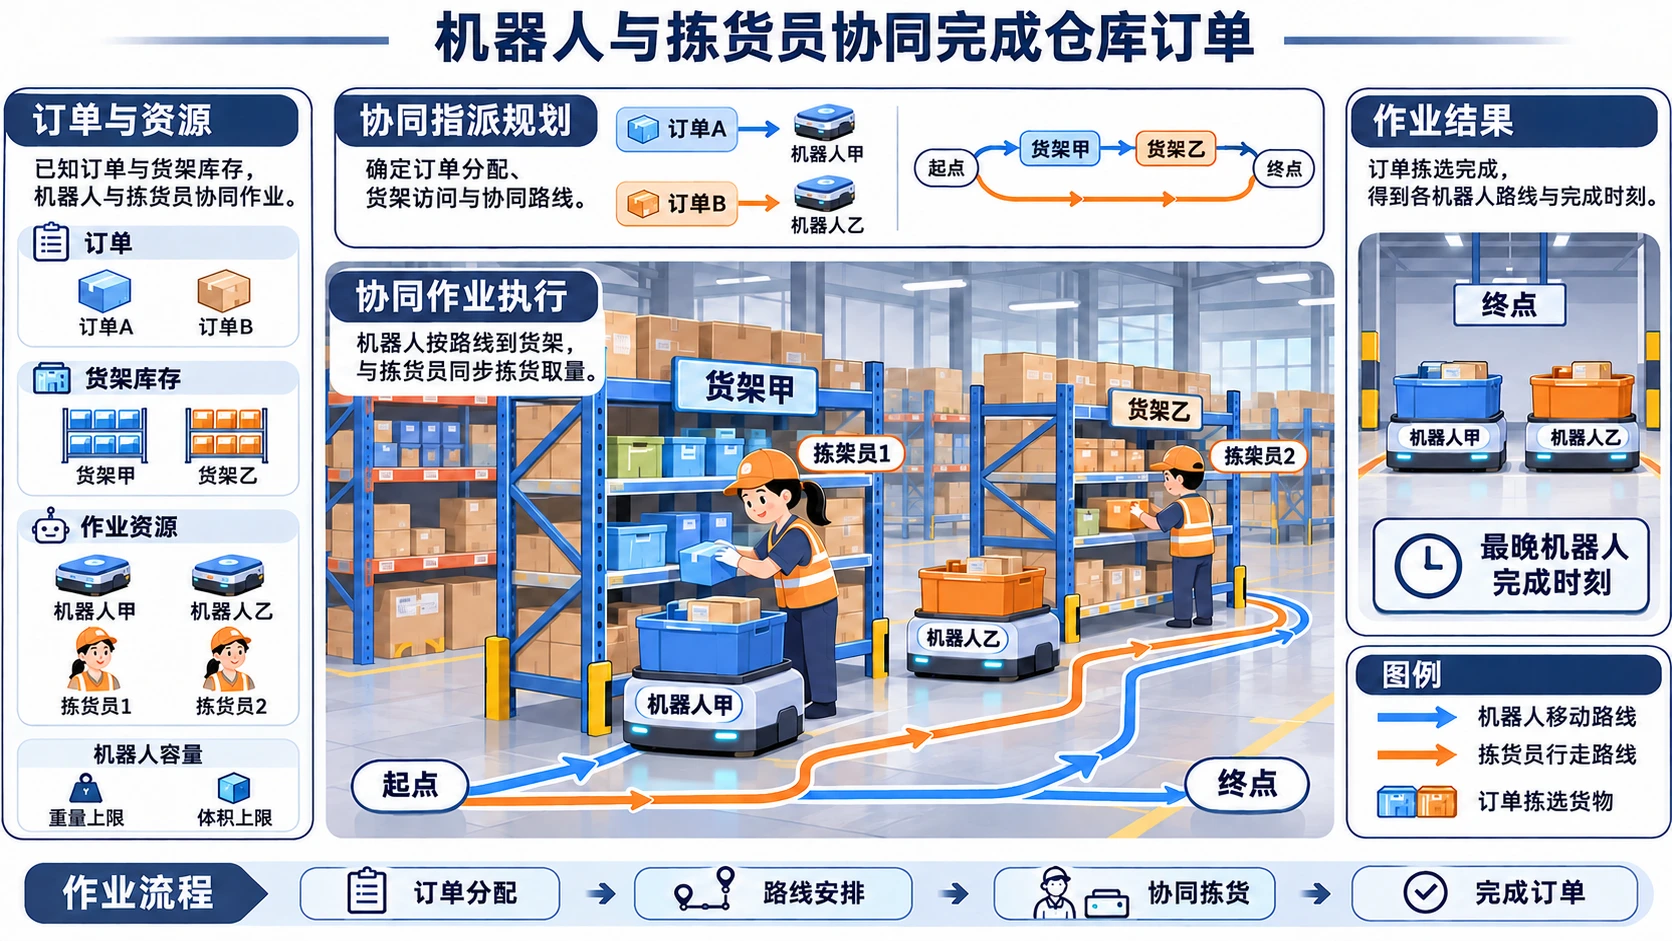 机器人与拣货员协同完成仓库订单
订单与资源
已知订单与货架库存，
机器人与拣货员协同作业。
订单
订单A
订单B
货架库存
货架甲
货架乙
作业资源
机器人甲
机器人乙
拣货员1
拣货员2
机器人容量
重量上限
体积上限
协同指派规划
确定订单分配、
货架访问与协同路线。
订单A
机器人甲
订单B
机器人乙
起点
货架甲
货架乙
终点
协同作业执行
机器人按路线到货架，
与拣货员同步拣货取量。
货架甲
货架乙
拣架员1
拣架员2
机器人甲
机器人乙
起点
终点
作业结果
订单拣选完成，
得到各机器人路线与完成时刻。
终点
机器人甲
机器人乙
最晚机器人
完成时刻
图例
机器人移动路线
拣货员行走路线
订单拣选货物
作业流程
订单分配
路线安排
协同拣货
完成订单